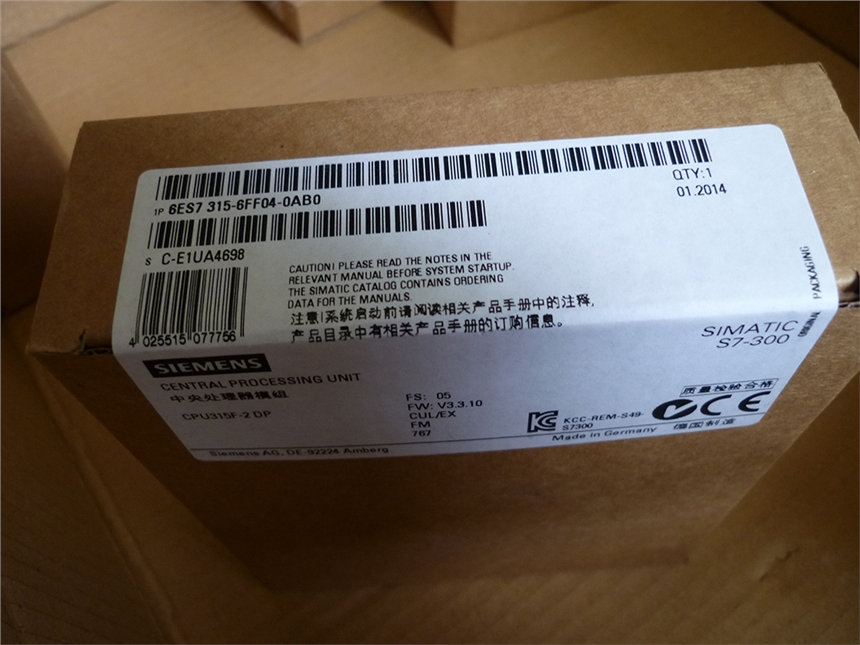 QTY:1
1P 6ES7 315-6FF04-0AB0
01.2014
S C-E1UA4698
CAUTION! PLEASE READ THE NOTES IN THE
RELEVANT MANUAL BEFORE SYSTEM STARTUP.
THE SIMATIC CATALOG CONTAINS ORDERING
DATA FOR THE MANUALS.
注意!系统启动前请阅读相关产品手册中的注释,
产品目录中有相关产品手册的订购信息。
4 025515 077756
ORIGINAL PACKAGING
SIMATIC
S7-300
SIEMENS
CENTRAL PROCESSING UNIT
中央处理器模组
CPU315F-2 DP
FS: 05
FW: V3.3.10
CUL/EX
FM
767
KCC-REM-S49-
S7300
质量检验合格
CE
Made in Germany 德国制造
Siemens AG, DE-92224 Amberg